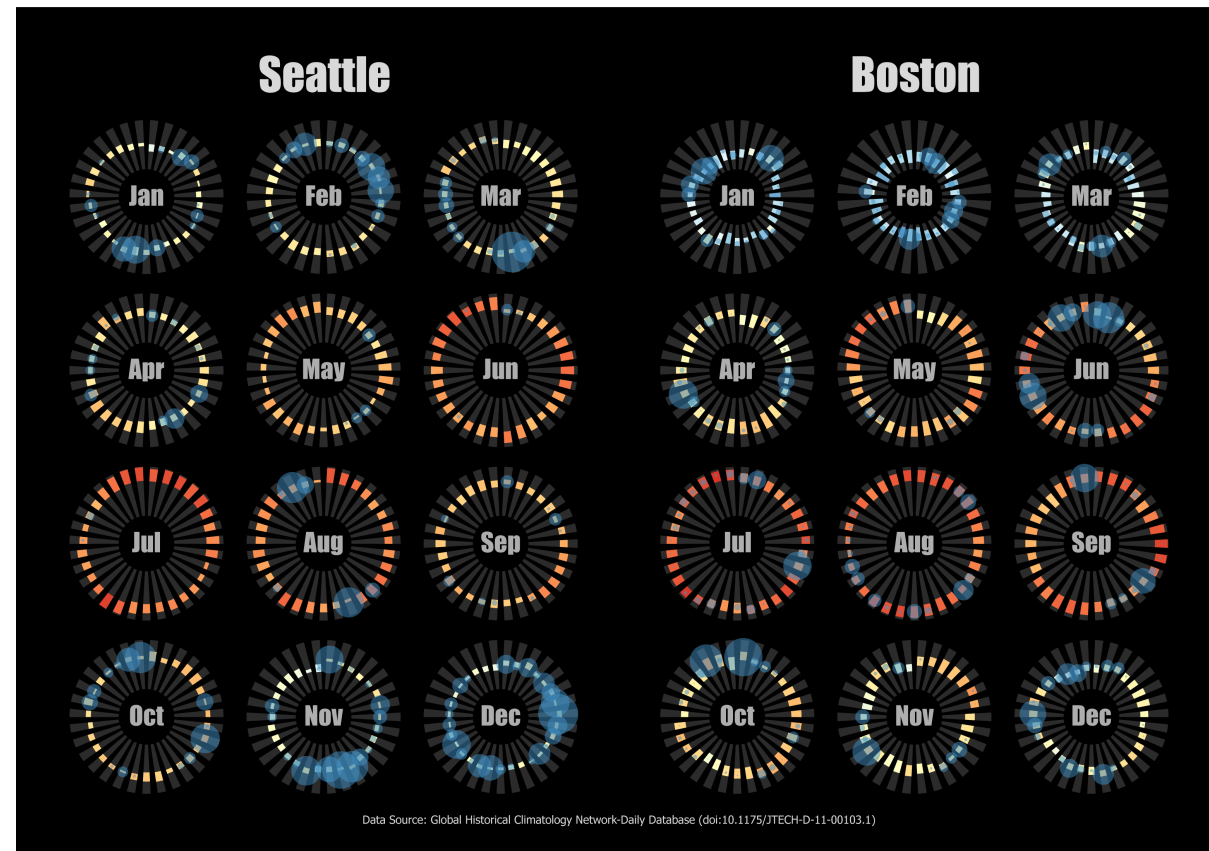 Seattle
Boston
Jan
Feb
Mar
Jan
Feb
Mar
Apr
May
Jun
Apr
May
Jun
Jul
Aug
Sep
Jul
Aug
Sep
Oct
Nov
Dec
Oct
Nov
Dec
Data Source: Global Historical Climatology Network-Daily Database (doi:10.1175/JTECH-D-11-00103.1)